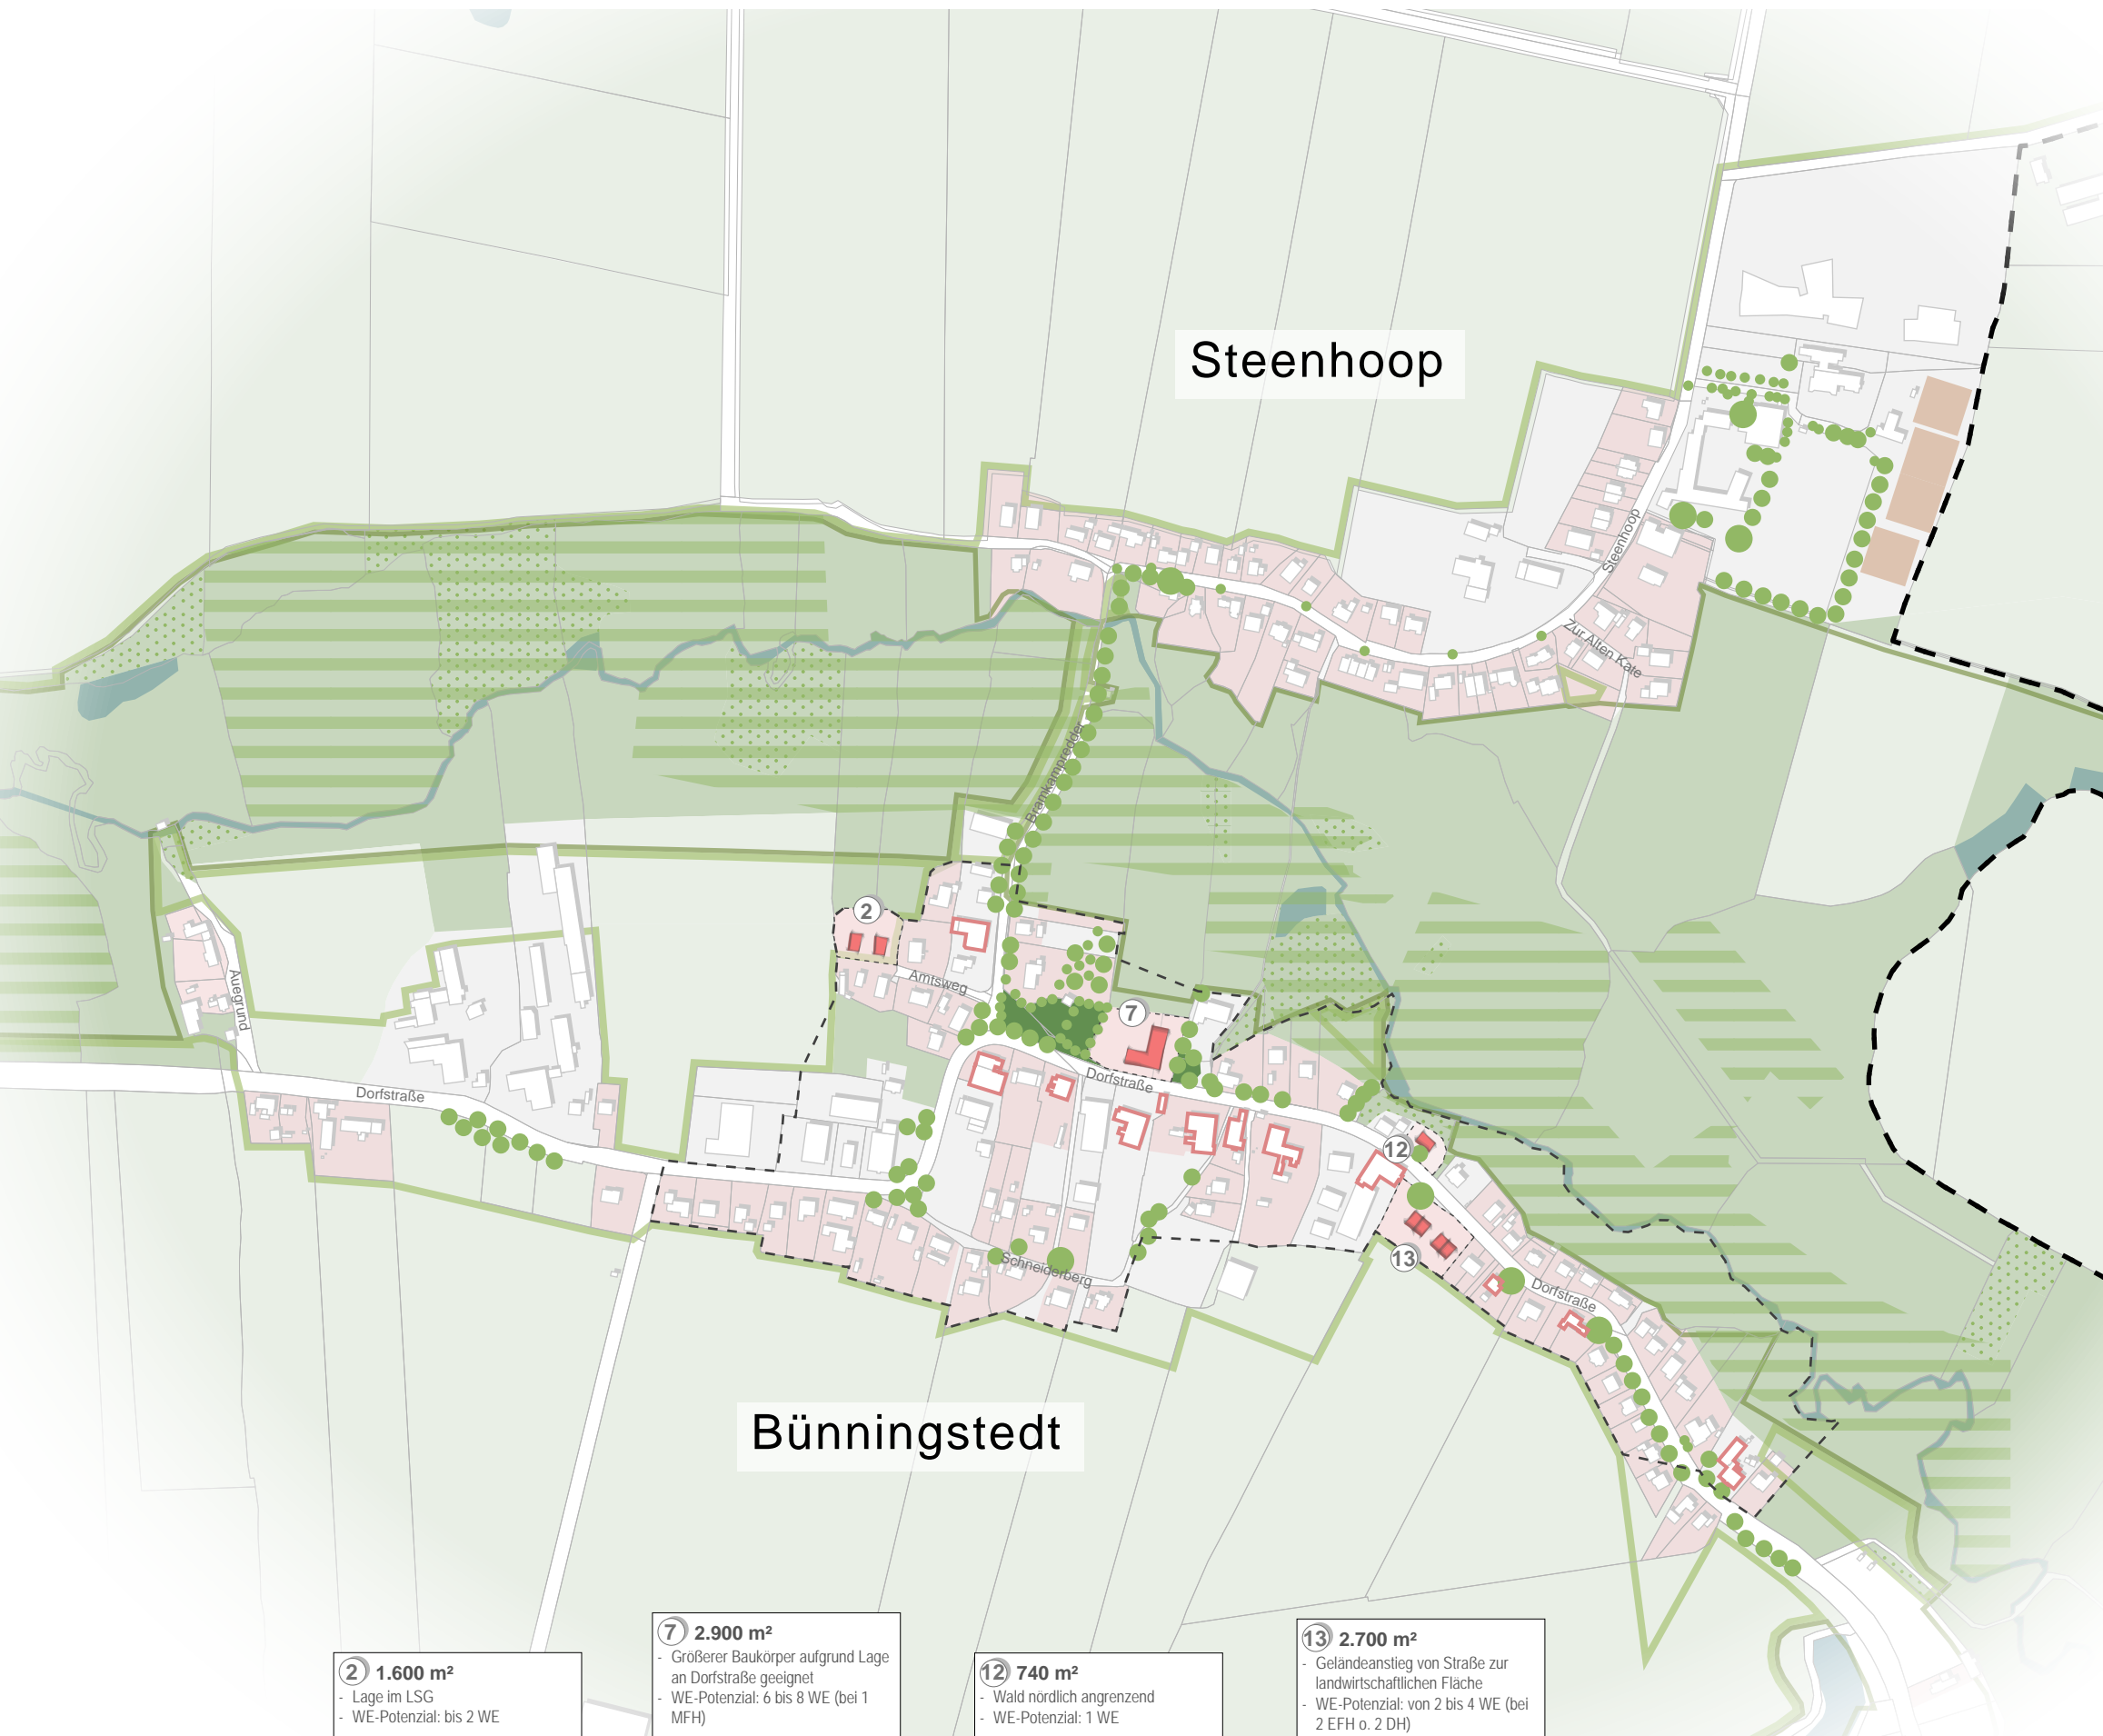 Steenhoop
Steenhoop
Zur Alten Kate
Bramkampredder
2
Amtsweg
Auegrund
7
Dorfstraße
Dorfstraße
12
13
Schneiderberg
Dorfstraße
Bünningstedt
2 1.600 m²
- Lage im LSG
- WE-Potenzial: bis 2 WE
7 2.900 m²
- Größerer Baukörper aufgrund Lage
an Dorfstraße geeignet
- WE-Potenzial: 6 bis 8 WE (bei 1
MFH)
12 740 m²
- Wald nördlich angrenzend
- WE-Potenzial: 1 WE
13 2.700 m²
- Geländeanstieg von Straße zur
landwirtschaftlichen Fläche
- WE-Potenzial: von 2 bis 4 WE (bei
2 EFH o. 2 DH)